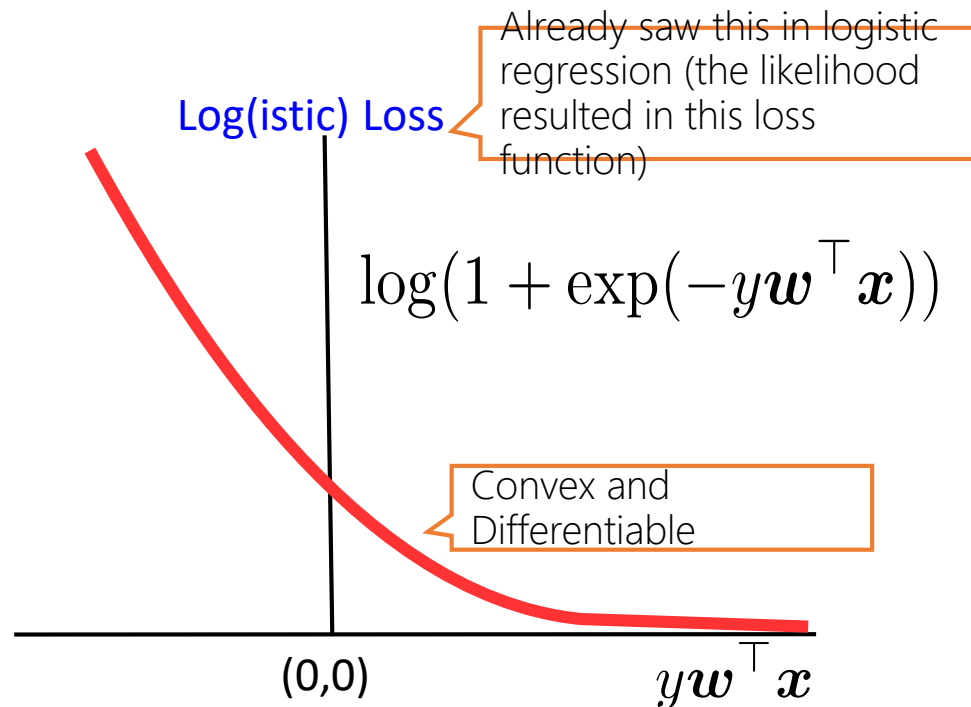 Already saw this in logistic
regression (the likelihood
resulted in this loss
function)
Log(istic) Loss
log(1 + exp(−y𝒘^⊤𝒙))
Convex and
Differentiable
(0,0)
y𝒘^⊤𝒙